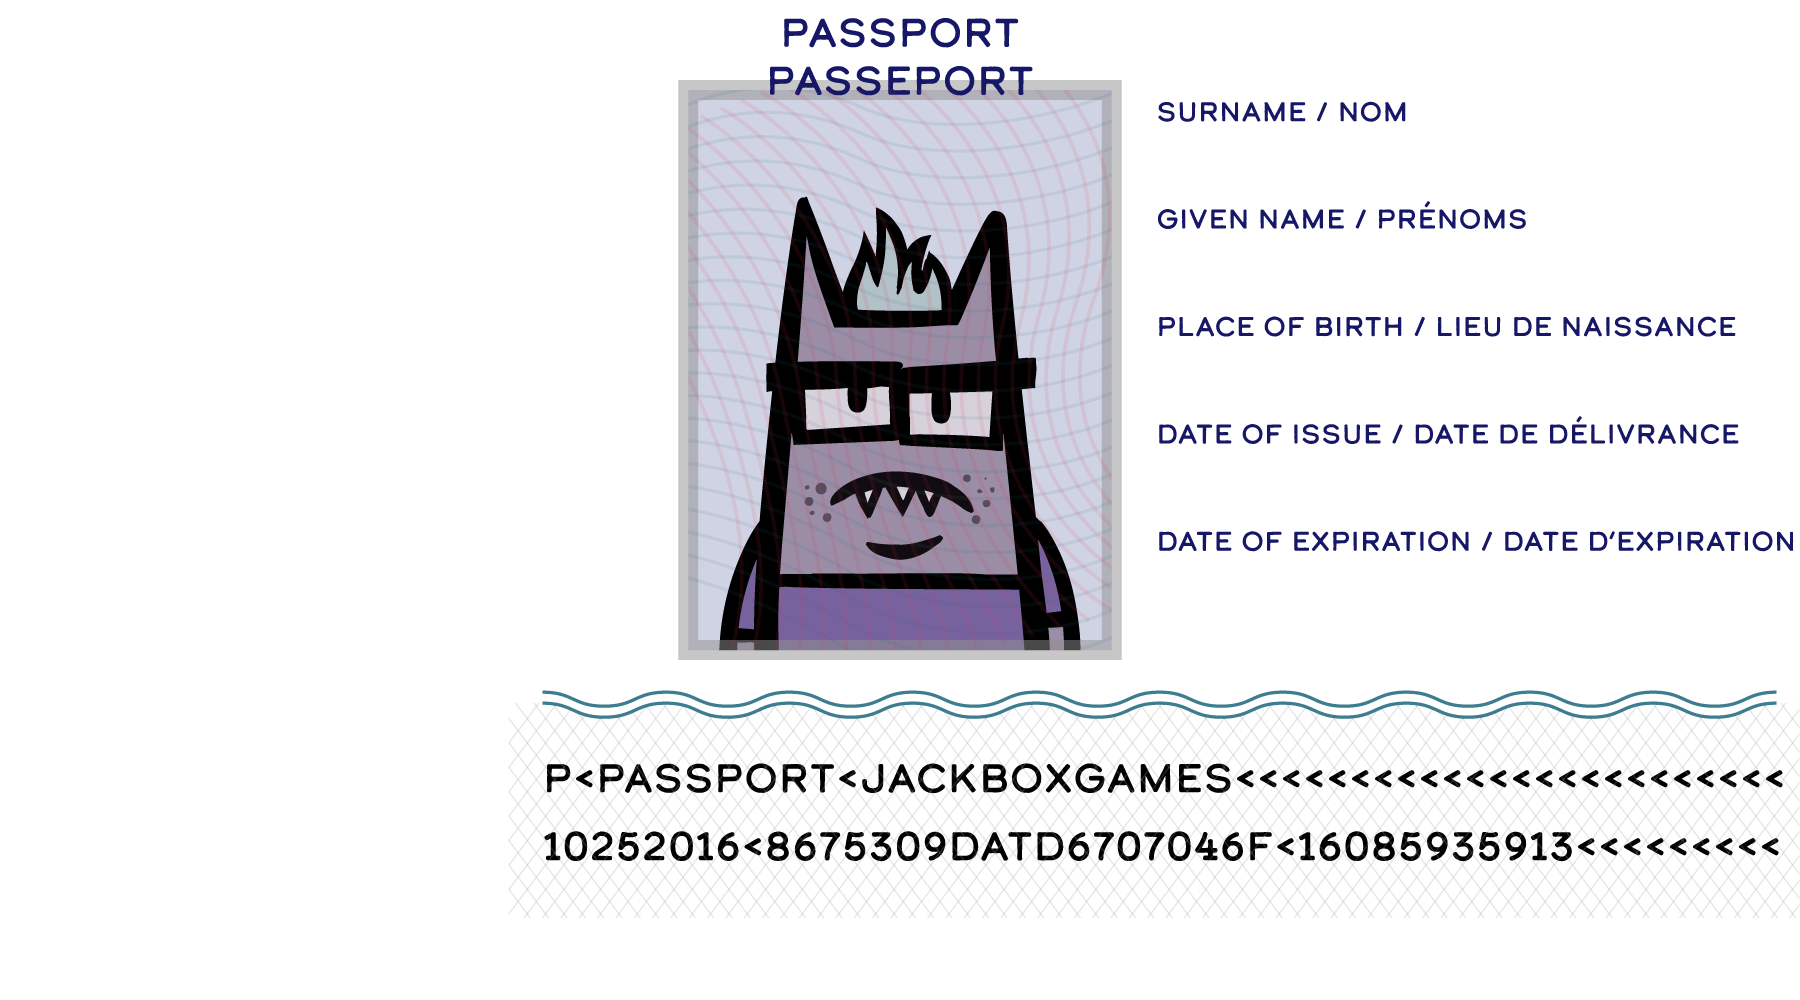 PASSPORT
PASSEPORT
SURNAME / NOM
GIVEN NAME / PRÉNOMS
PLACE OF BIRTH / LIEU DE NAISSANCE
DATE OF ISSUE / DATE DE DÉLIVRANCE
DATE OF EXPIRATION / DATE D'EXPIRATION
P<PASSPORT<JACKBOXGAMES<<<<<<<<<<<<<<<<<<<<<<<<
10252016<8675309DATD6707046F<16085935913<<<<<<<<